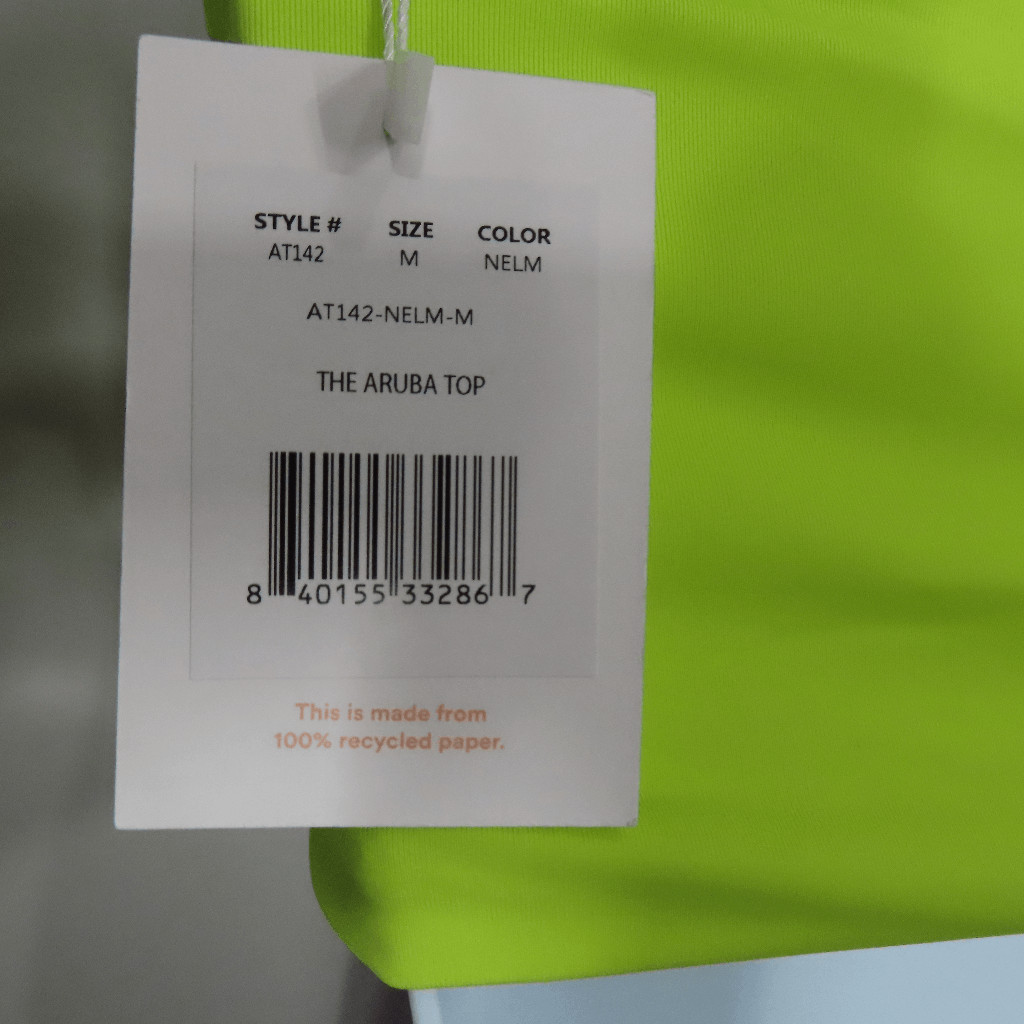 STYLE # SIZE COLOR
AT142 M NELM
AT142-NELM-M
THE ARUBA TOP
8 40155 33286 7
This is made from
100% recycled paper.